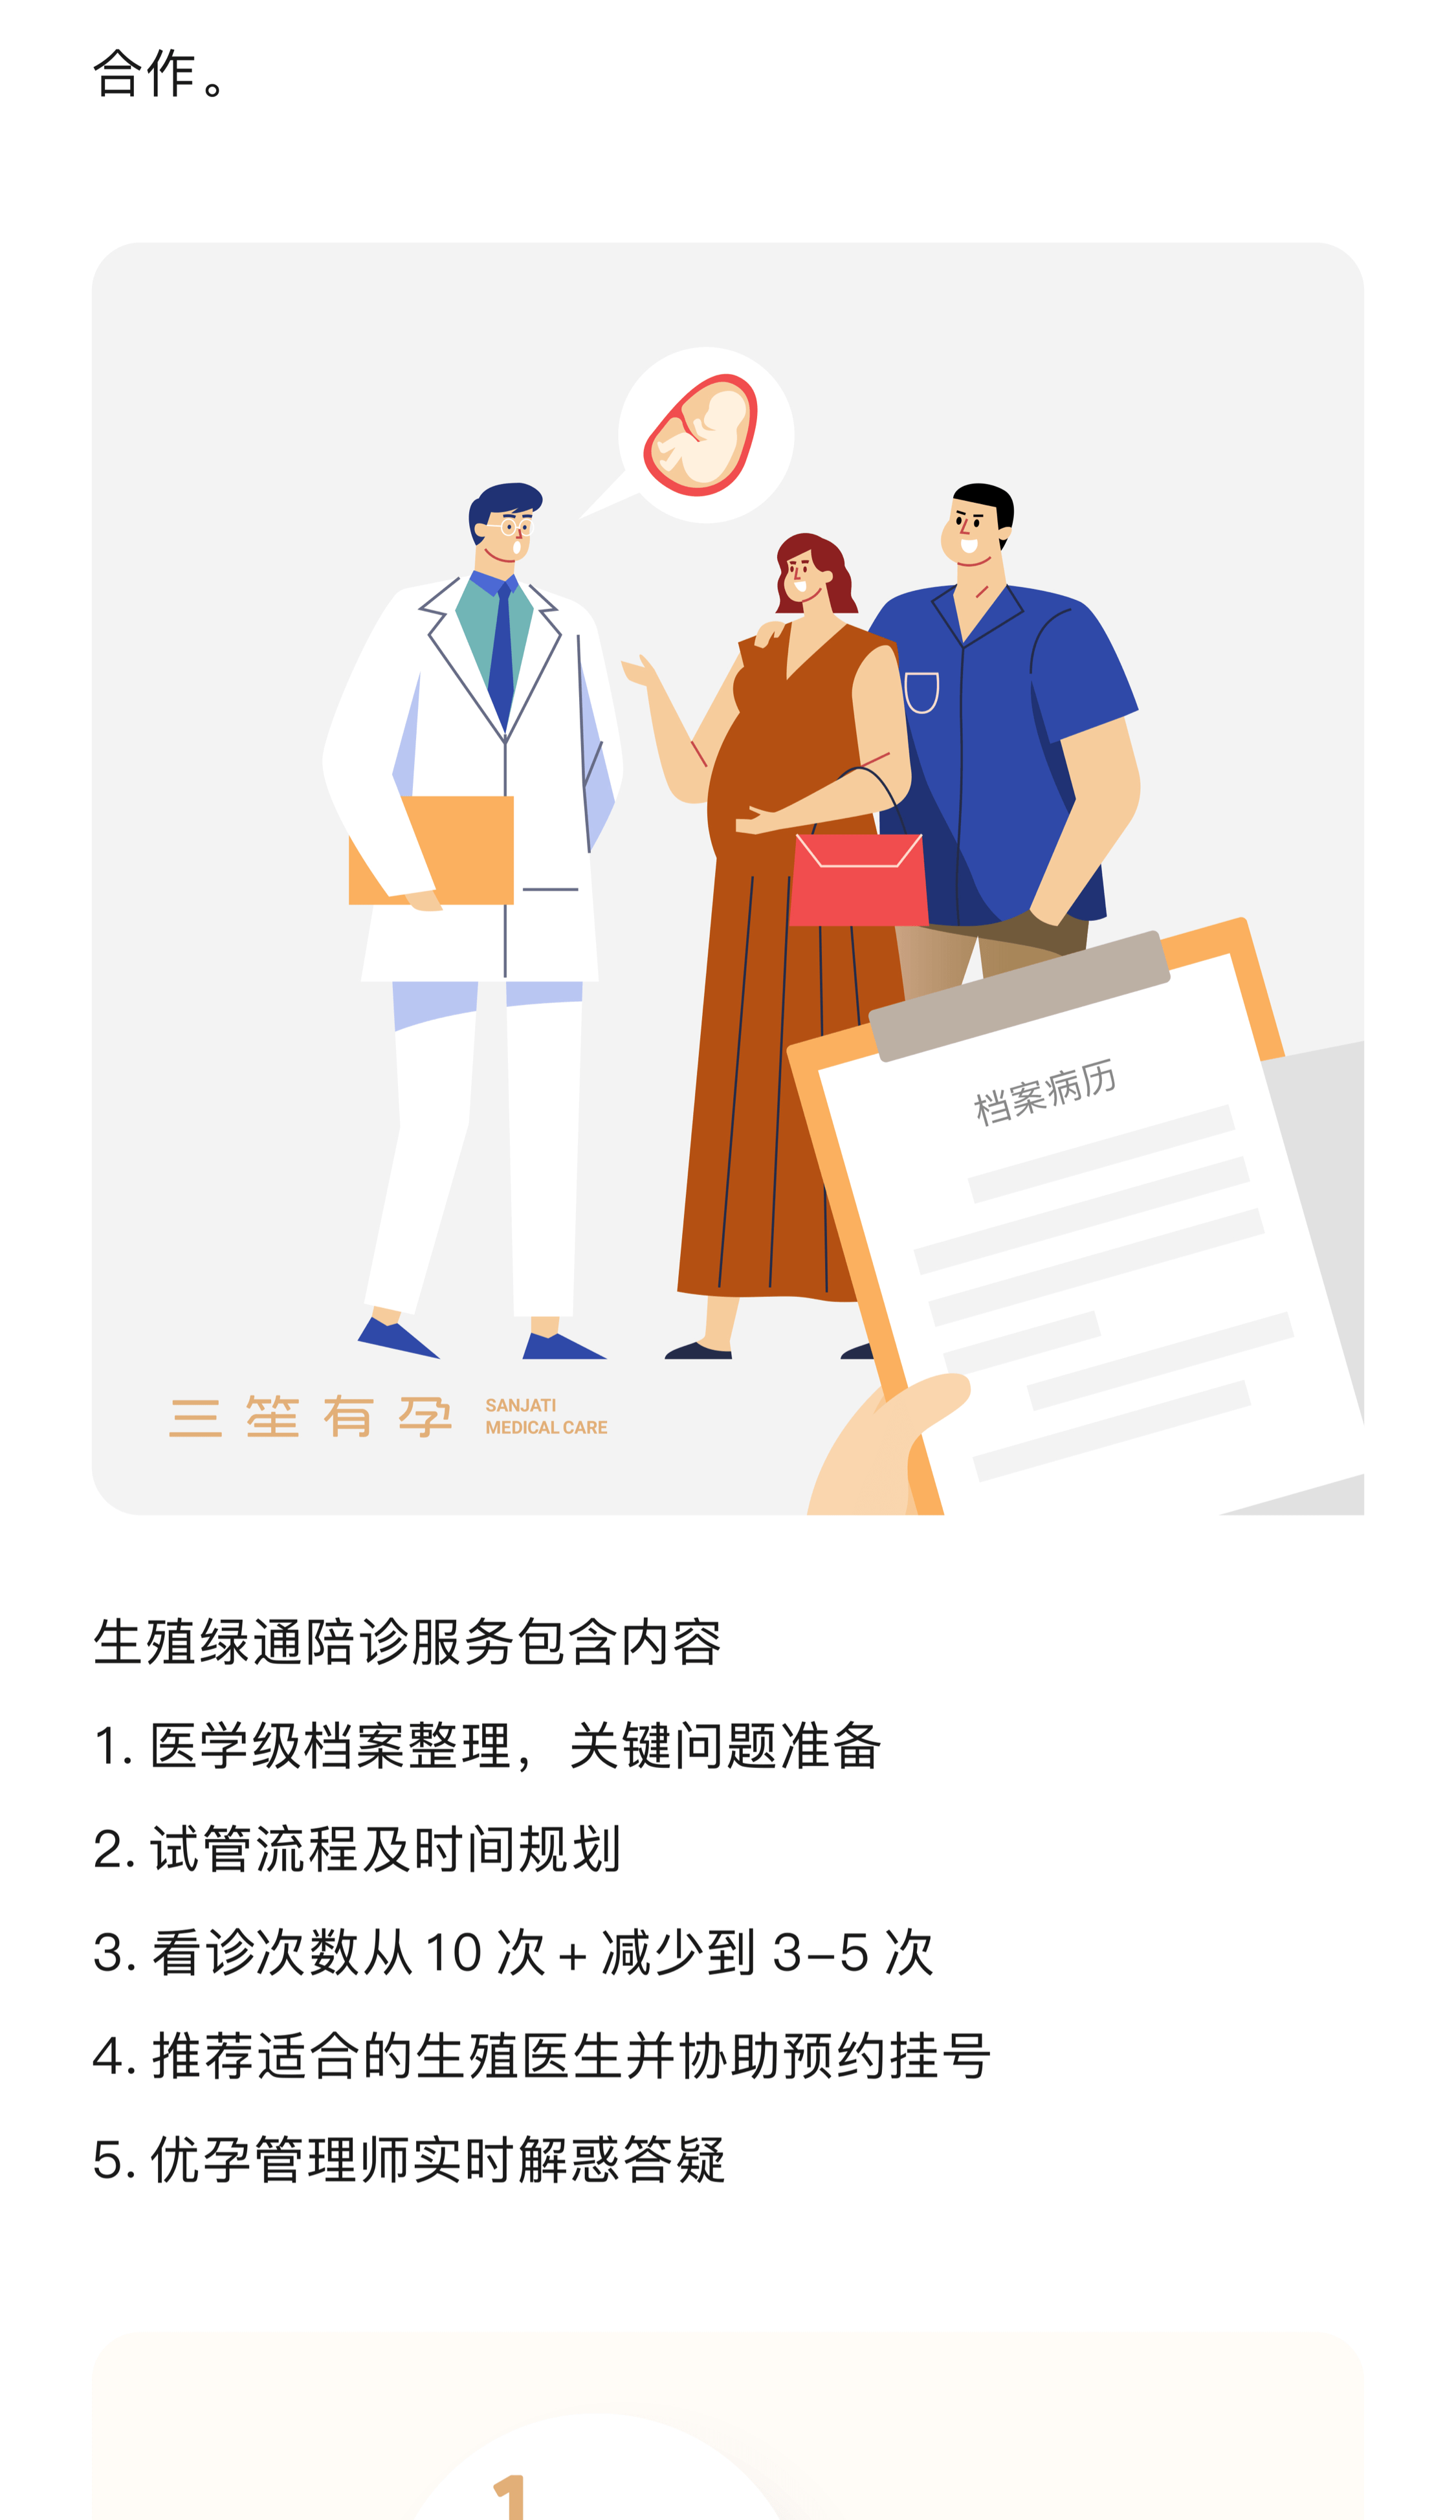 合作。
档案病历
三笙有孕
SANJATI
MEDICAL CARE
生殖绿通陪诊服务包含内容
1. 医学级档案整理，关键问题准备
2. 试管流程及时间规划
3. 看诊次数从 10 次 + 减少到 3-5 次
4. 推荐适合的生殖医生并协助预约挂号
5. 备孕管理师实时解惑答疑
1